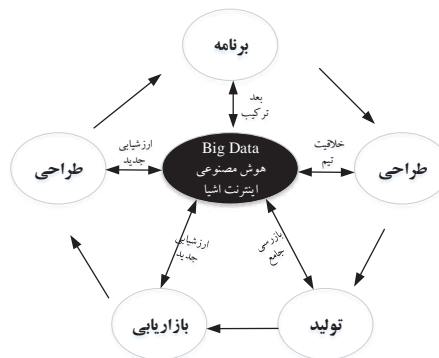 برنامه
بعد
ترکیب
ارزشیابی
جدید
Big Data
هوش مصنوعی
اینترنت اشیا
خلاقیت
تیم
طراحی
طراحی
ارزشیابی
جدید
بازرسی
جامع
بازاریابی
تولید